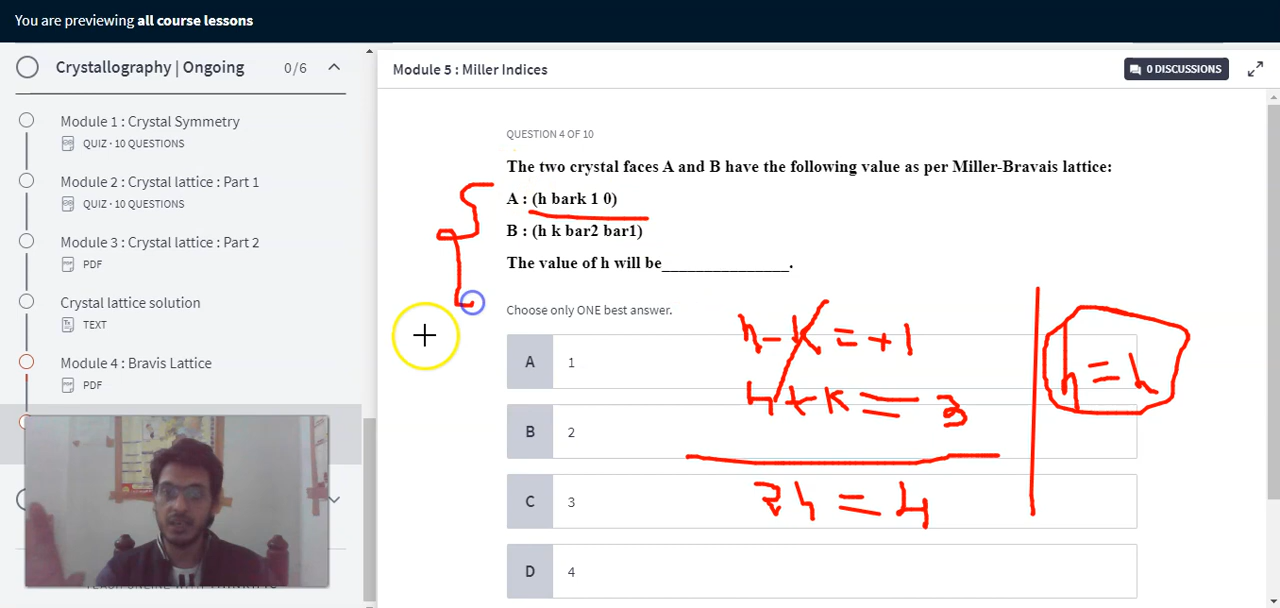 You are previewing all course lessons
Crystallography | Ongoing 0/6
Module 1 : Crystal Symmetry
QUIZ · 10 QUESTIONS
Module 2 : Crystal lattice : Part 1
QUIZ · 10 QUESTIONS
Module 3 : Crystal lattice : Part 2
PDF
Crystal lattice solution
TEXT
Module 4 : Bravis Lattice
PDF
Module 5 : Miller Indices
0 DISCUSSIONS
QUESTION 4 OF 10
The two crystal faces A and B have the following value as per Miller-Bravais lattice:
A : (h bark 1 0)
B : (h k bar2 bar1)
The value of h will be_______________.
Choose only ONE best answer.
A 1
B 2
C 3
D 4
h - k = +1
h + k = 3
2h = 4